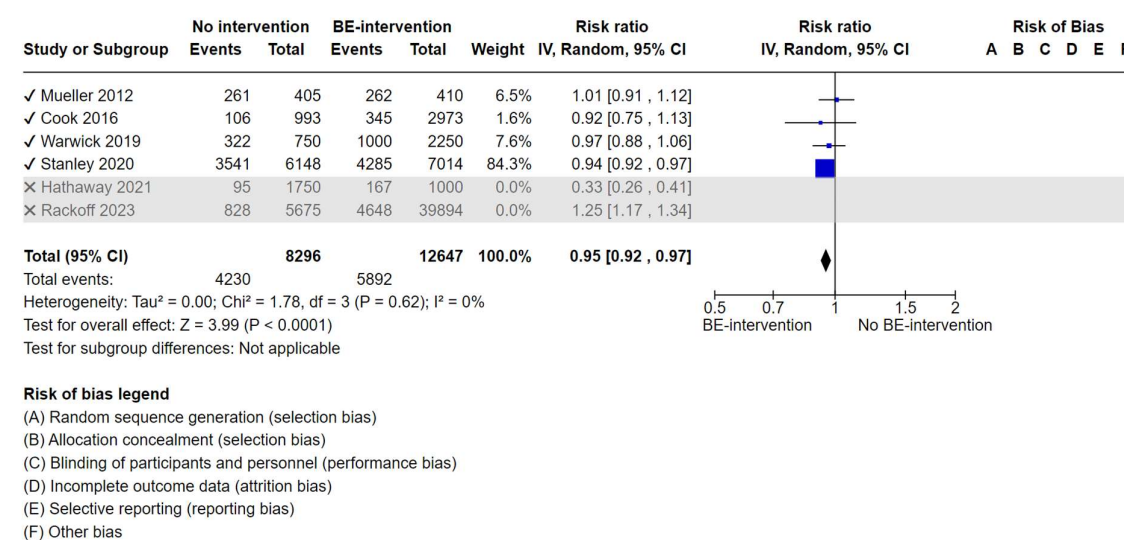 No intervention BE-intervention Risk ratio Risk ratio Risk of Bias
Study or Subgroup Events Total Events Total Weight IV, Random, 95% CI IV, Random, 95% CI A B C D E
✓ Mueller 2012 261 405 262 410 6.5% 1.01 [0.91 , 1.12]
✓ Cook 2016 106 993 345 2973 1.6% 0.92 [0.75 , 1.13]
✓ Warwick 2019 322 750 1000 2250 7.6% 0.97 [0.88 , 1.06]
✓ Stanley 2020 3541 6148 4285 7014 84.3% 0.94 [0.92 , 0.97]
✕ Hathaway 2021 95 1750 167 1000 0.0% 0.33 [0.26 , 0.41]
✕ Rackoff 2023 828 5675 4648 39894 0.0% 1.25 [1.17 , 1.34]
Total (95% CI) 8296 12647 100.0% 0.95 [0.92 , 0.97]
Total events: 4230 5892
Heterogeneity: Tau² = 0.00; Chi² = 1.78, df = 3 (P = 0.62); I² = 0%
Test for overall effect: Z = 3.99 (P < 0.0001)
Test for subgroup differences: Not applicable
0.5 0.7 1 1.5 2
BE-intervention No BE-intervention
Risk of bias legend
(A) Random sequence generation (selection bias)
(B) Allocation concealment (selection bias)
(C) Blinding of participants and personnel (performance bias)
(D) Incomplete outcome data (attrition bias)
(E) Selective reporting (reporting bias)
(F) Other bias